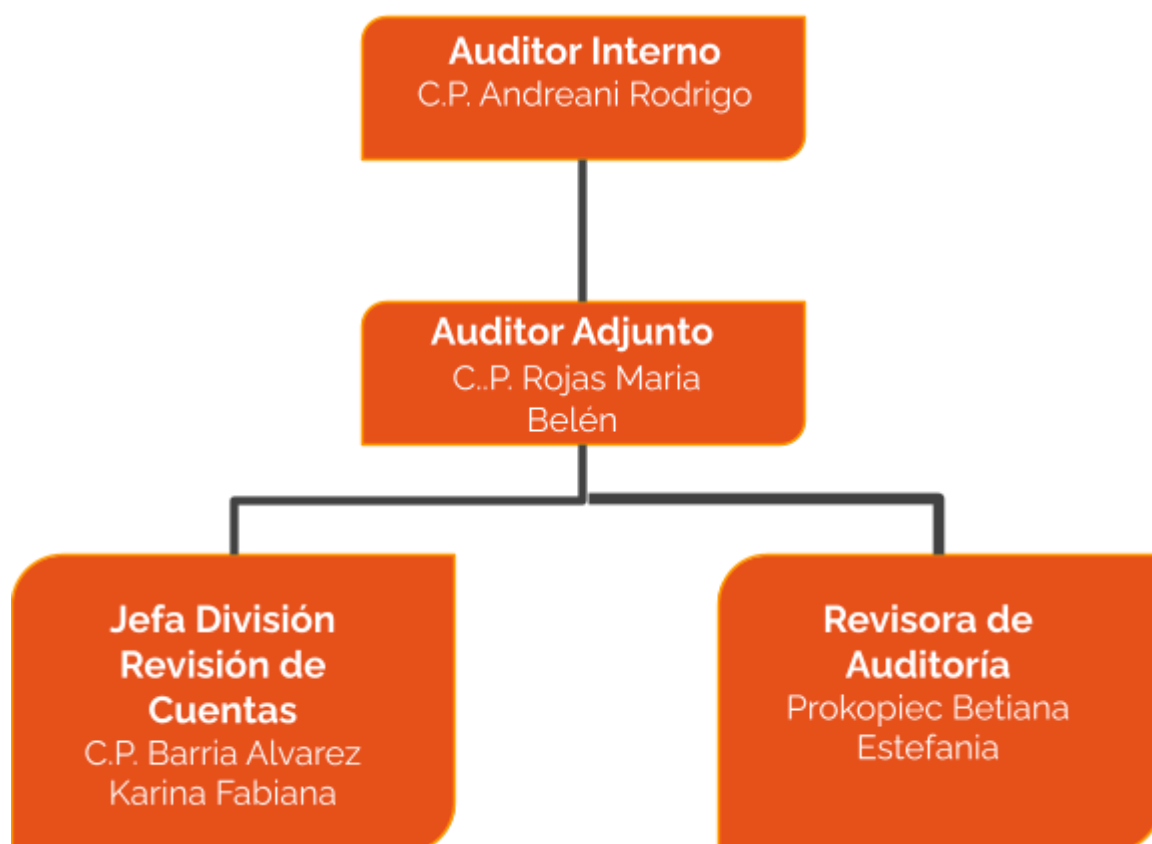 Auditor Interno
C.P. Andreani Rodrigo
Auditor Adjunto
C..P. Rojas Maria
Belén
Jefa División
Revisión de
Cuentas
C.P. Barria Alvarez
Karina Fabiana
Revisora de
Auditoría
Prokopiec Betiana
Estefania